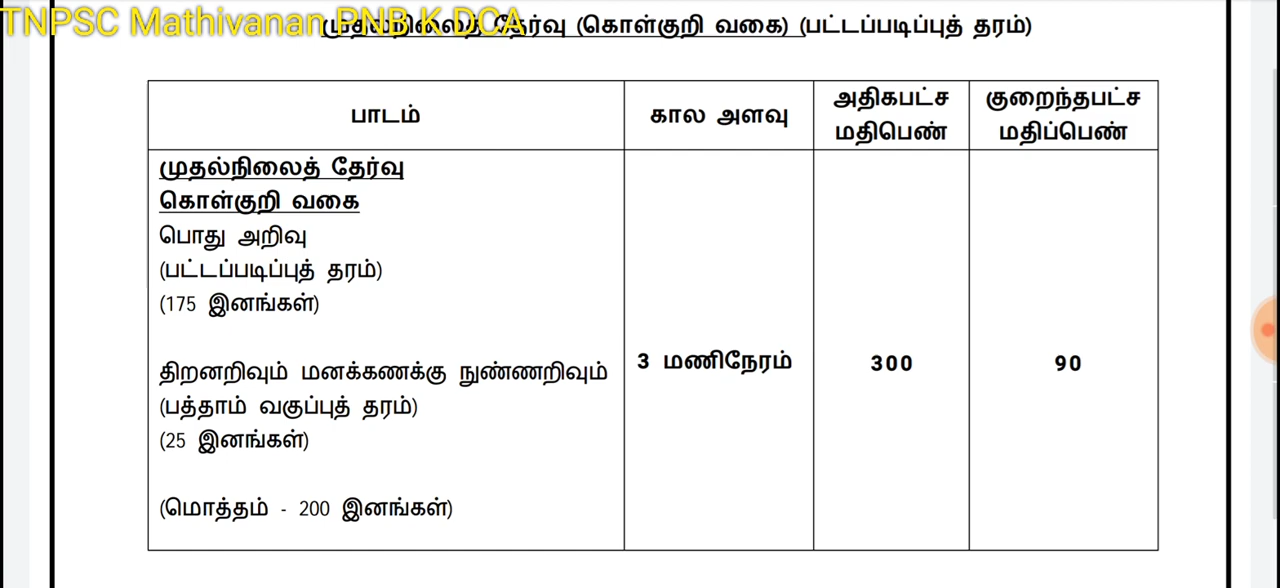 TNPSC Mathivanan PNB K DCA
முதல்நிலைத் தேர்வு (கொள்குறி வகை) (பட்டப்படிப்புத் தரம்)
பாடம்
கால அளவு
அதிகபட்ச
மதிபெண்
குறைந்தபட்ச
மதிப்பெண்
முதல்நிலைத் தேர்வு
கொள்குறி வகை
பொது அறிவு
(பட்டப்படிப்புத் தரம்)
(175 இனங்கள்)
திறனறிவும் மனக்கணக்கு நுண்ணறிவும்
(பத்தாம் வகுப்புத் தரம்)
(25 இனங்கள்)
(மொத்தம் - 200 இனங்கள்)
3 மணிநேரம்
300
90